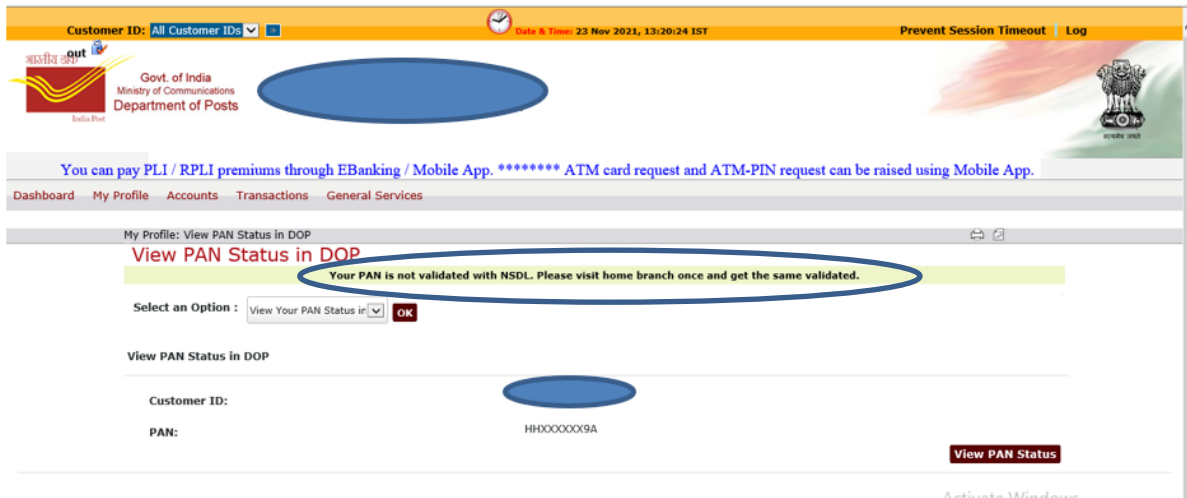 Customer ID: All Customer IDs » Date & Time: 23 Nov 2021, 13:20:24 IST Prevent Session Timeout | Log
out
भारतीय डाक
Govt. of India
Ministry of Communications
Department of Posts
India Post
सत्यमेव जयते
You can pay PLI / RPLI premiums through EBanking / Mobile App. ******** ATM card request and ATM-PIN request can be raised using Mobile App.
Dashboard My Profile Accounts Transactions General Services
My Profile: View PAN Status in DOP
View PAN Status in DOP
Your PAN is not validated with NSDL. Please visit home branch once and get the same validated.
Select an Option : View Your PAN Status in OK
View PAN Status in DOP
Customer ID:
PAN: HHXXXXXX9A
View PAN Status
Activate Windows